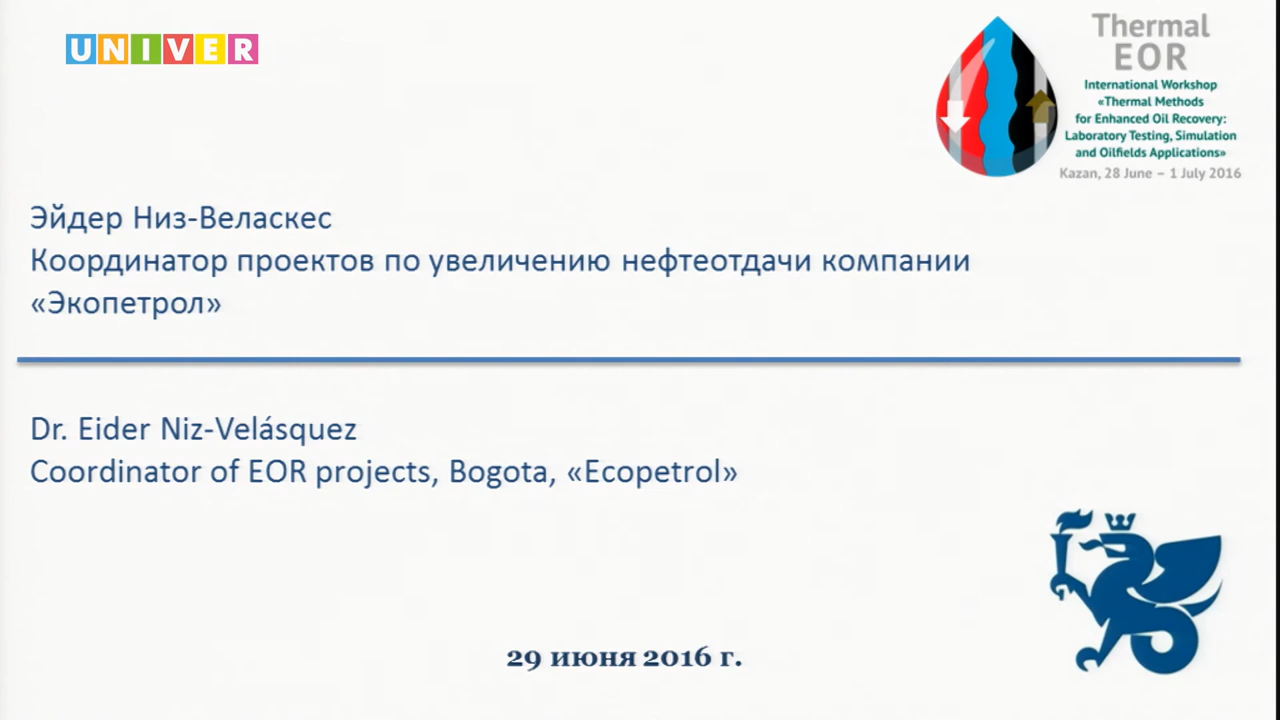 UNIVER
Thermal
EOR
International Workshop
«Thermal Methods
for Enhanced Oil Recovery:
Laboratory Testing, Simulation
and Oilfields Applications»
Kazan, 28 June – 1 July 2016
Эйдер Низ-Веласкес
Координатор проектов по увеличению нефтеотдачи компании
«Экопетрол»
Dr. Eider Niz-Velásquez
Coordinator of EOR projects, Bogota, «Ecopetrol»
29 июня 2016 г.